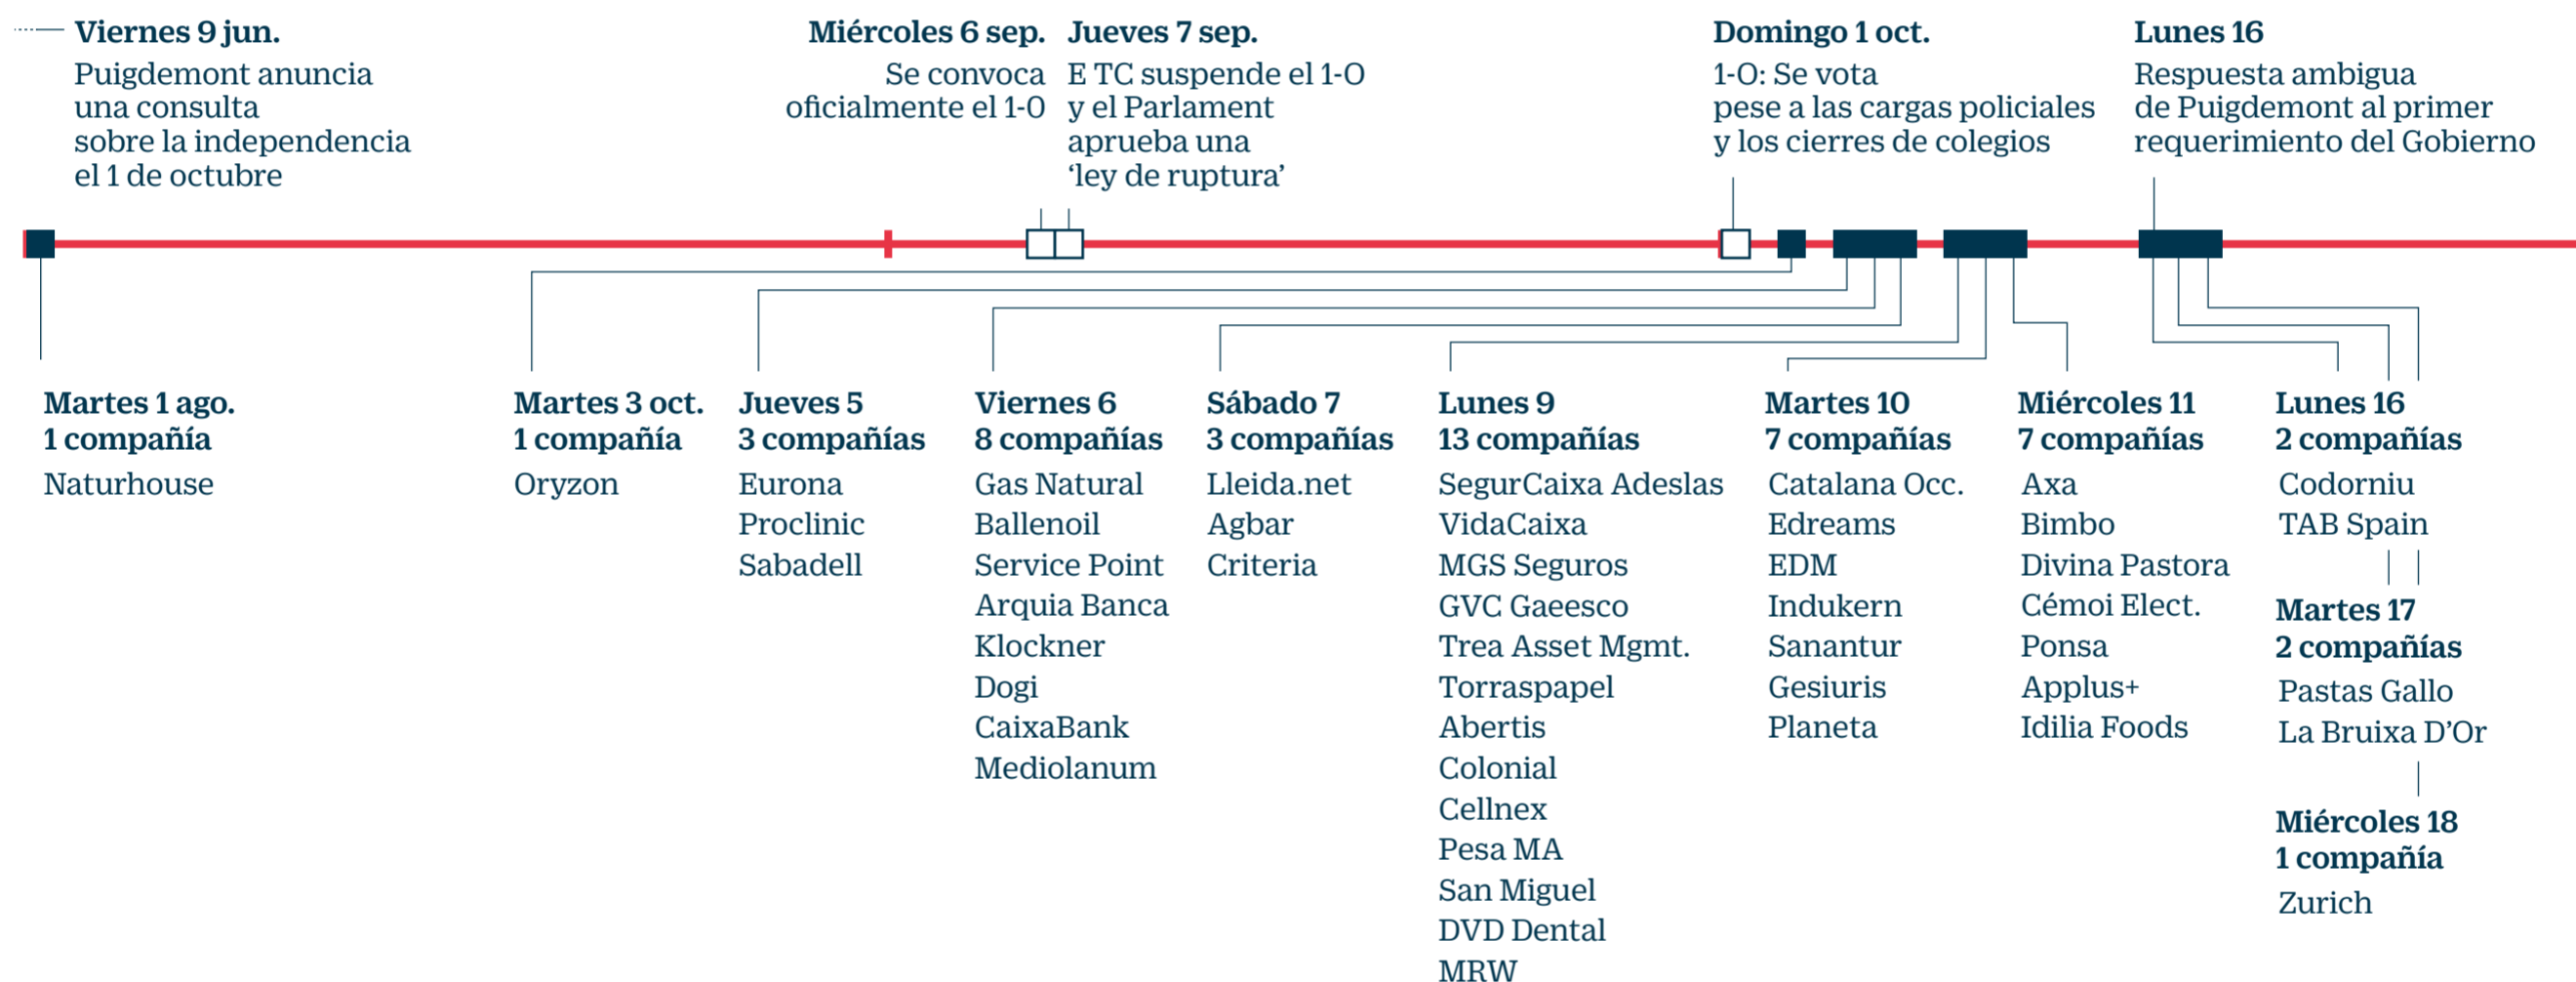 Viernes 9 jun.
Puigdemont anuncia
una consulta
sobre la independencia
el 1 de octubre
Miércoles 6 sep.
Se convoca
oficialmente el 1-O
Jueves 7 sep.
E TC suspende el 1-O
y el Parlament
aprueba una
‘ley de ruptura’
Domingo 1 oct.
1-O: Se vota
pese a las cargas policiales
y los cierres de colegios
Lunes 16
Respuesta ambigua
de Puigdemont al primer
requerimiento del Gobierno
Martes 1 ago.
1 compañía
Naturhouse
Martes 3 oct.
1 compañía
Oryzon
Jueves 5
3 compañías
Eurona
Proclinic
Sabadell
Viernes 6
8 compañías
Gas Natural
Ballenoil
Service Point
Arquia Banca
Klockner
Dogi
CaixaBank
Mediolanum
Sábado 7
3 compañías
Lleida.net
Agbar
Criteria
Lunes 9
13 compañías
SegurCaixa Adeslas
VidaCaixa
MGS Seguros
GVC Gaeesco
Trea Asset Mgmt.
Torraspapel
Abertis
Colonial
Cellnex
Pesa MA
San Miguel
DVD Dental
MRW
Martes 10
7 compañías
Catalana Occ.
Edreams
EDM
Indukern
Sanantur
Gesiuris
Planeta
Miércoles 11
7 compañías
Axa
Bimbo
Divina Pastora
Cémoi Elect.
Ponsa
Applus+
Idilia Foods
Lunes 16
2 compañías
Codorniu
TAB Spain
Martes 17
2 compañías
Pastas Gallo
La Bruixa D’Or
Miércoles 18
1 compañía
Zurich